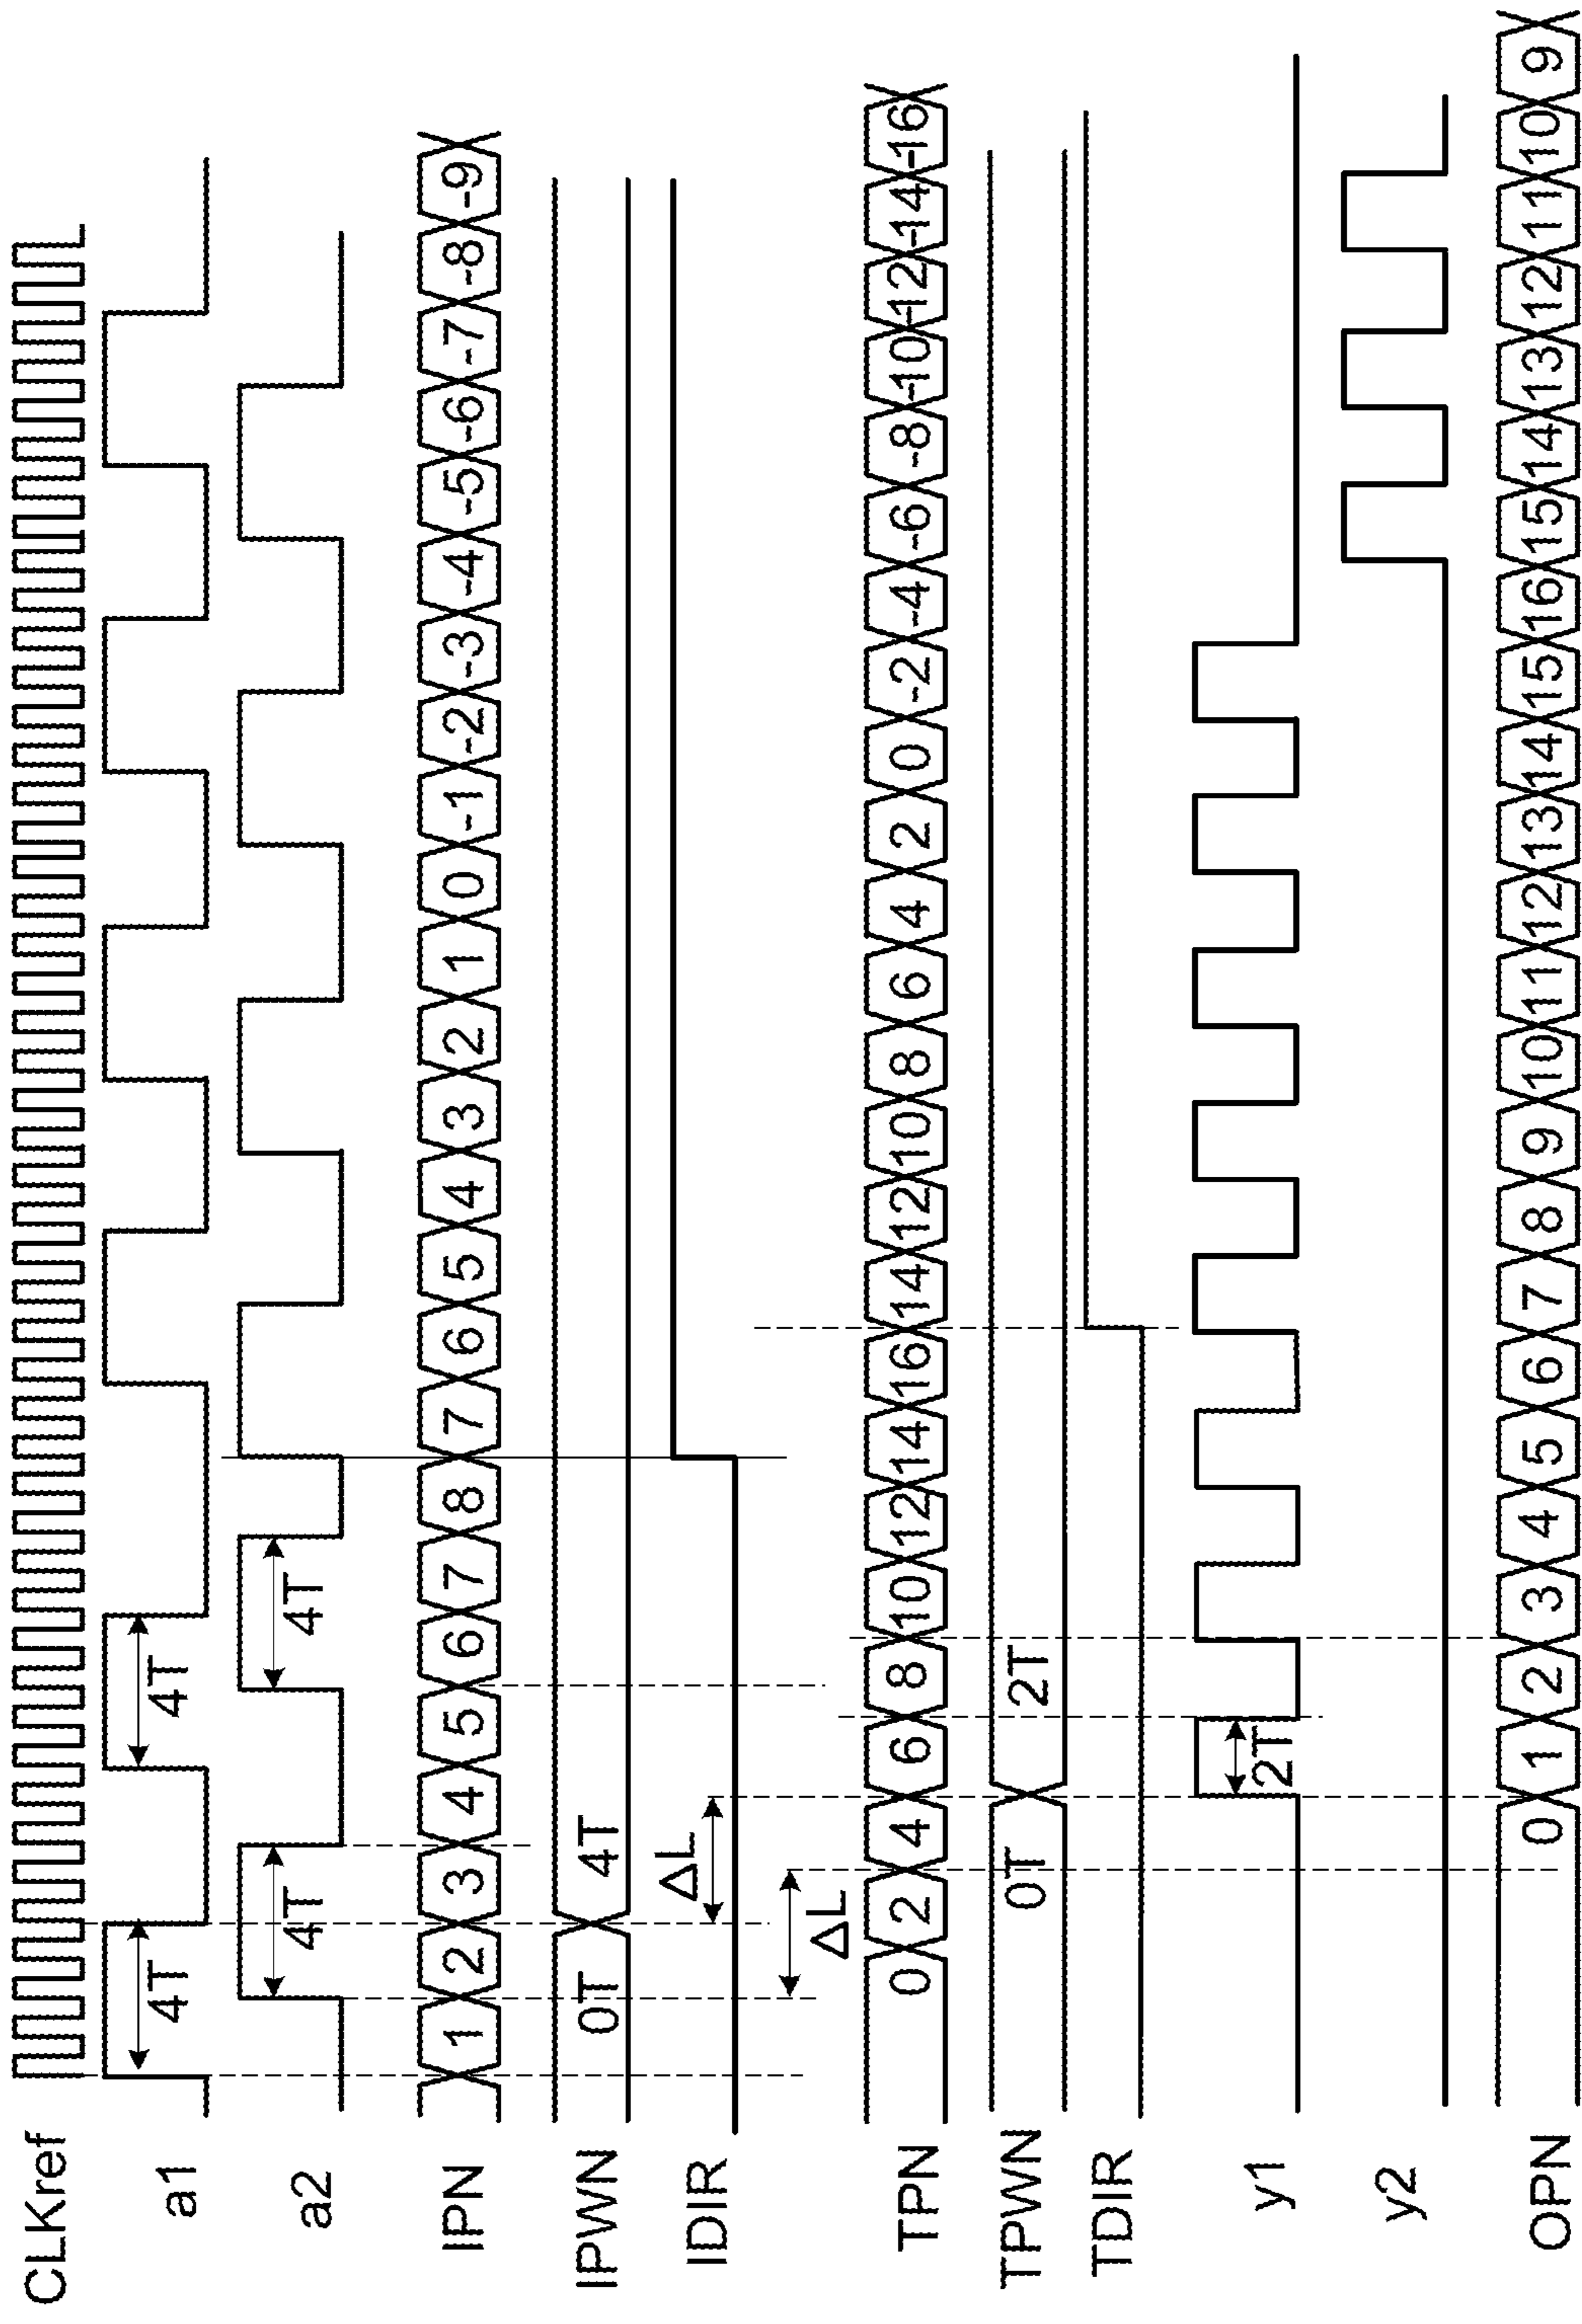 CLKref
a1 4T 4T
a2 4T 4T
IPN 1 2 3 4 5 6 7 8 7 6 5 4 3 2 1 0 -1 -2 -3 -4 -5 -6 -7 -8 -9
IPWN 0T 4T
IDIR ΔL
ΔL
TPN 0 2 4 6 8 10 12 14 16 14 12 10 8 6 4 2 0 -2 -4 -6 -8 -10 -12 -14 -16
TPWN 0T 2T
TDIR
y1 2T
y2
OPN 0 1 2 3 4 5 6 7 8 9 10 11 12 13 14 15 16 15 14 13 12 11 10 9